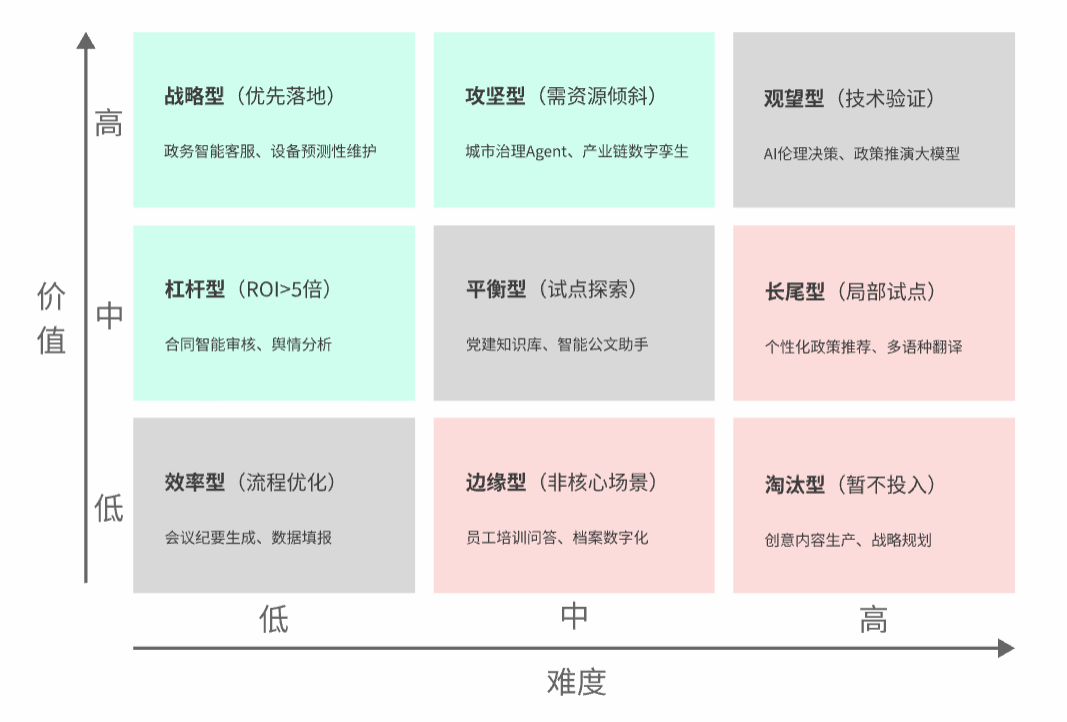 高
战略型（优先落地）
政务智能客服、设备预测性维护
攻坚型（需资源倾斜）
城市治理Agent、产业链数字孪生
观望型（技术验证）
AI伦理决策、政策推演大模型
价值
中
杠杆型（ROI>5倍）
合同智能审核、舆情分析
平衡型（试点探索）
党建知识库、智能公文助手
长尾型（局部试点）
个性化政策推荐、多语种翻译
低
效率型（流程优化）
会议纪要生成、数据填报
边缘型（非核心场景）
员工培训问答、档案数字化
淘汰型（暂不投入）
创意内容生产、战略规划
低
中
高
难度